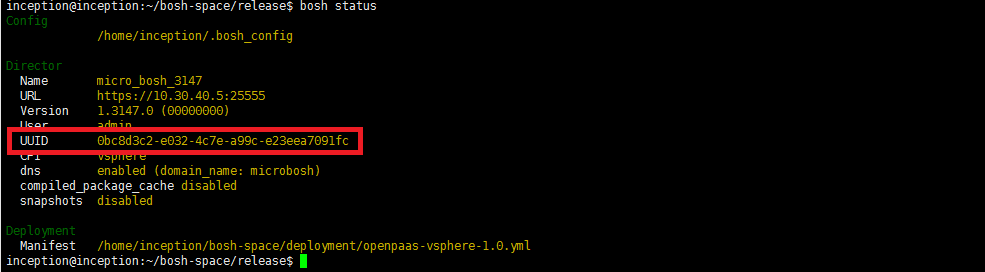 inception@inception:~/bosh-space/release$ bosh status
Config
/home/inception/.bosh_config
Director
Name micro_bosh_3147
URL https://10.30.40.5:25555
Version 1.3147.0 (00000000)
User admin
UUID 0bc8d3c2-e032-4c7e-a99c-e23eea7091fc
CPI vsphere
dns enabled (domain_name: microbosh)
compiled_package_cache disabled
snapshots disabled
Deployment
Manifest /home/inception/bosh-space/deployment/openpaas-vsphere-1.0.yml
inception@inception:~/bosh-space/release$